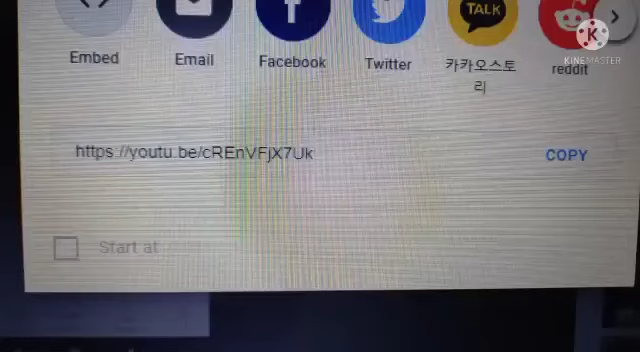 TALK
Embed
Email
Facebook
Twitter
카카오스토
리
reddit
K
KINEMASTER
https://youtu.be/cREnVFjX7Uk
COPY
Start at